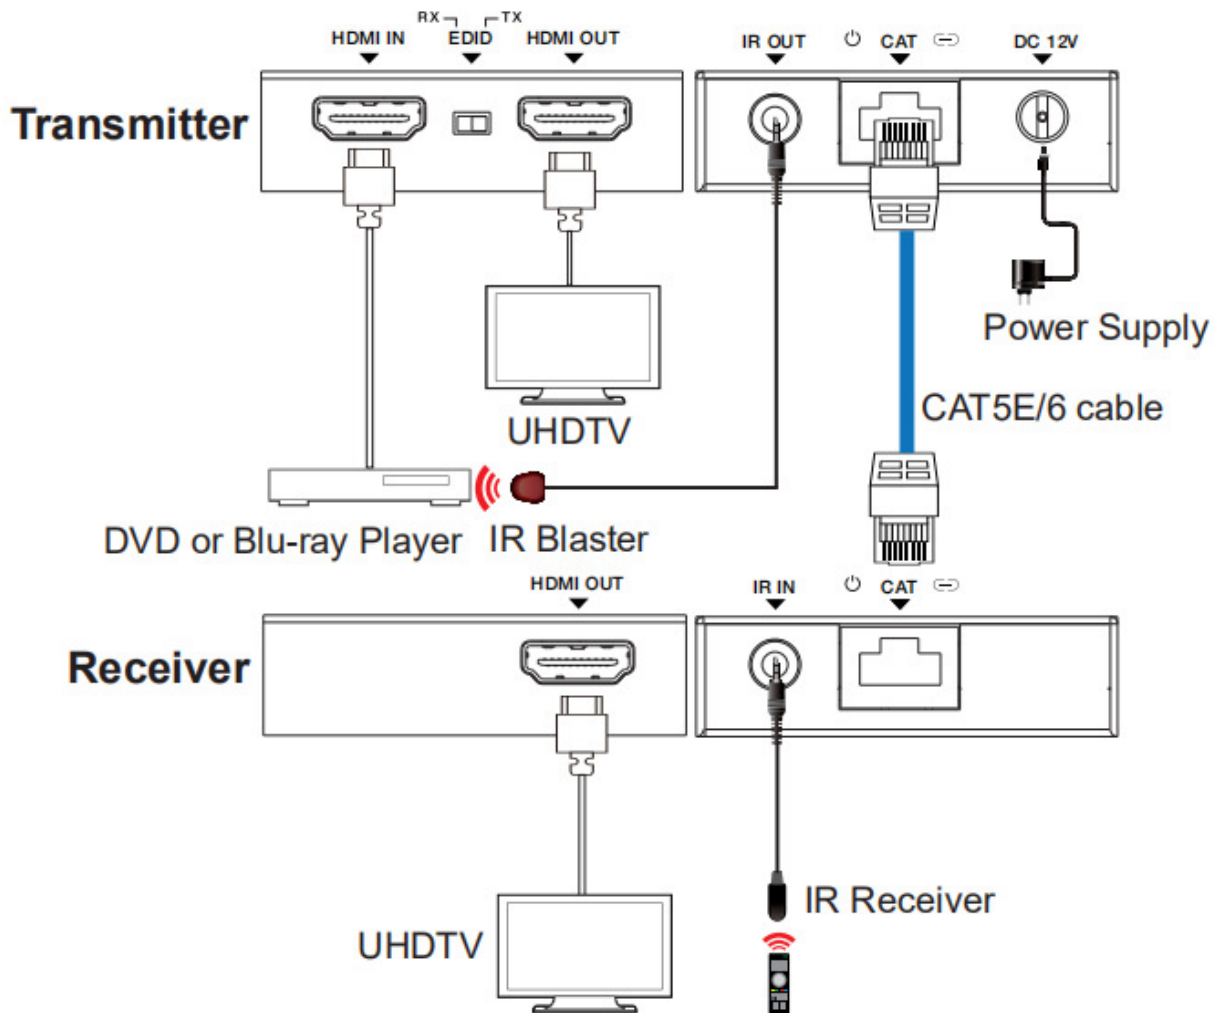 RX TX
HDMI IN EDID HDMI OUT IR OUT CAT DC 12V
Transmitter
Power Supply
CAT5E/6 cable
UHDTV
DVD or Blu-ray Player IR Blaster
HDMI OUT IR IN CAT
Receiver
IR Receiver
UHDTV